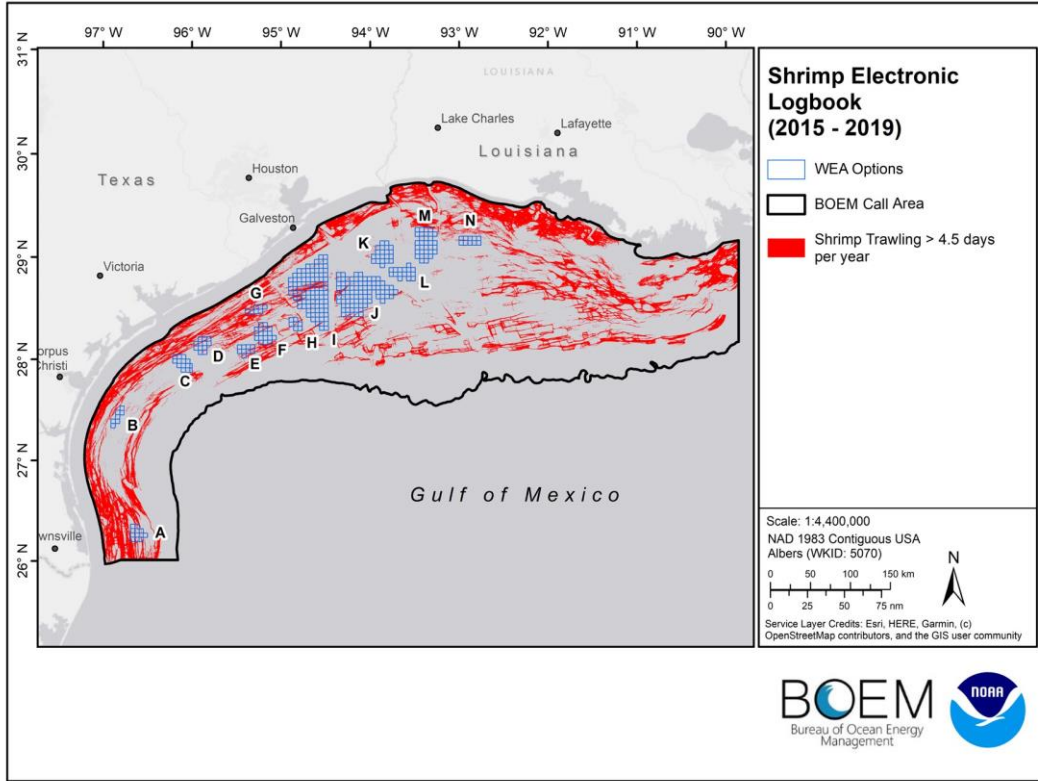 97° W 96° W 95° W 94° W 93° W 92° W 91° W 90° W
31° N
30° N
29° N
28° N
27° N
26° N
LOUISIANA
Lake Charles
Lafayette
Louisiana
Houston
Texas
Galveston
Victoria
orpus
Christi
wnsville
M
N
K
L
G
J
I
H
F
D
E
C
B
A
Gulf of Mexico
Shrimp Electronic
Logbook
(2015 - 2019)
WEA Options
BOEM Call Area
Shrimp Trawling > 4.5 days
per year
Scale: 1:4,400,000
NAD 1983 Contiguous USA
Albers (WKID: 5070)
N
0 50 100 150 km
0 25 50 75 nm
Service Layer Credits: Esri, HERE, Garmin, (c)
OpenStreetMap contributors, and the GIS user community
BOEM
Bureau of Ocean Energy
Management
NOAA